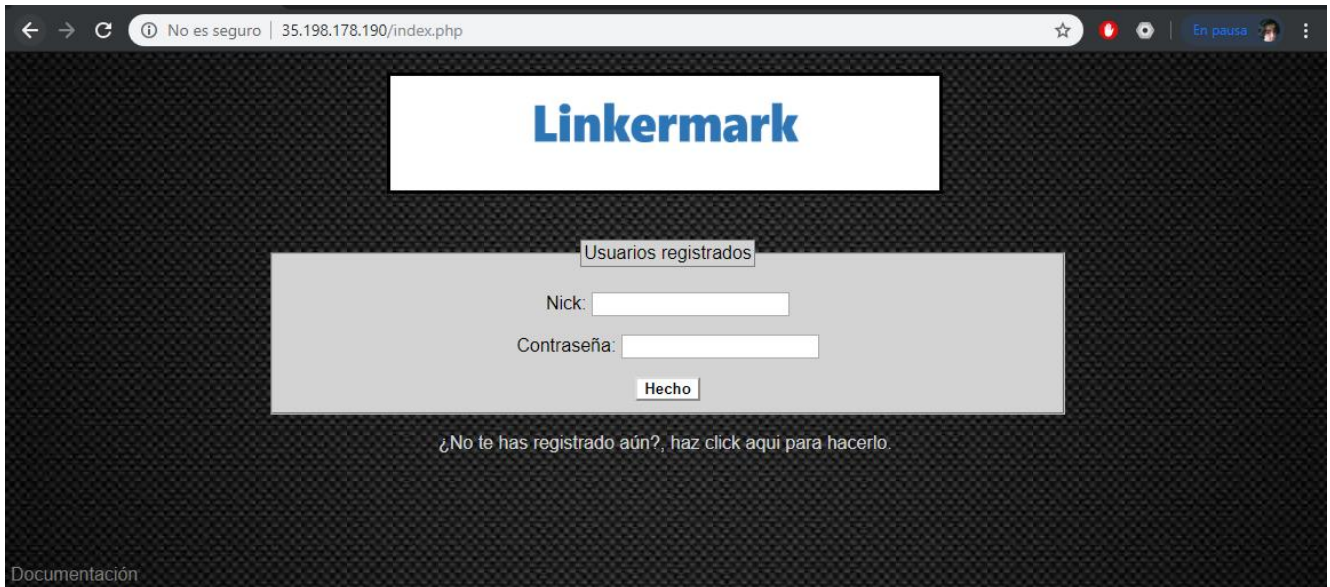 No es seguro | 35.198.178.190/index.php
En pausa
Linkermark
Usuarios registrados
Nick:
Contraseña:
Hecho
¿No te has registrado aún?, haz click aqui para hacerlo.
Documentación